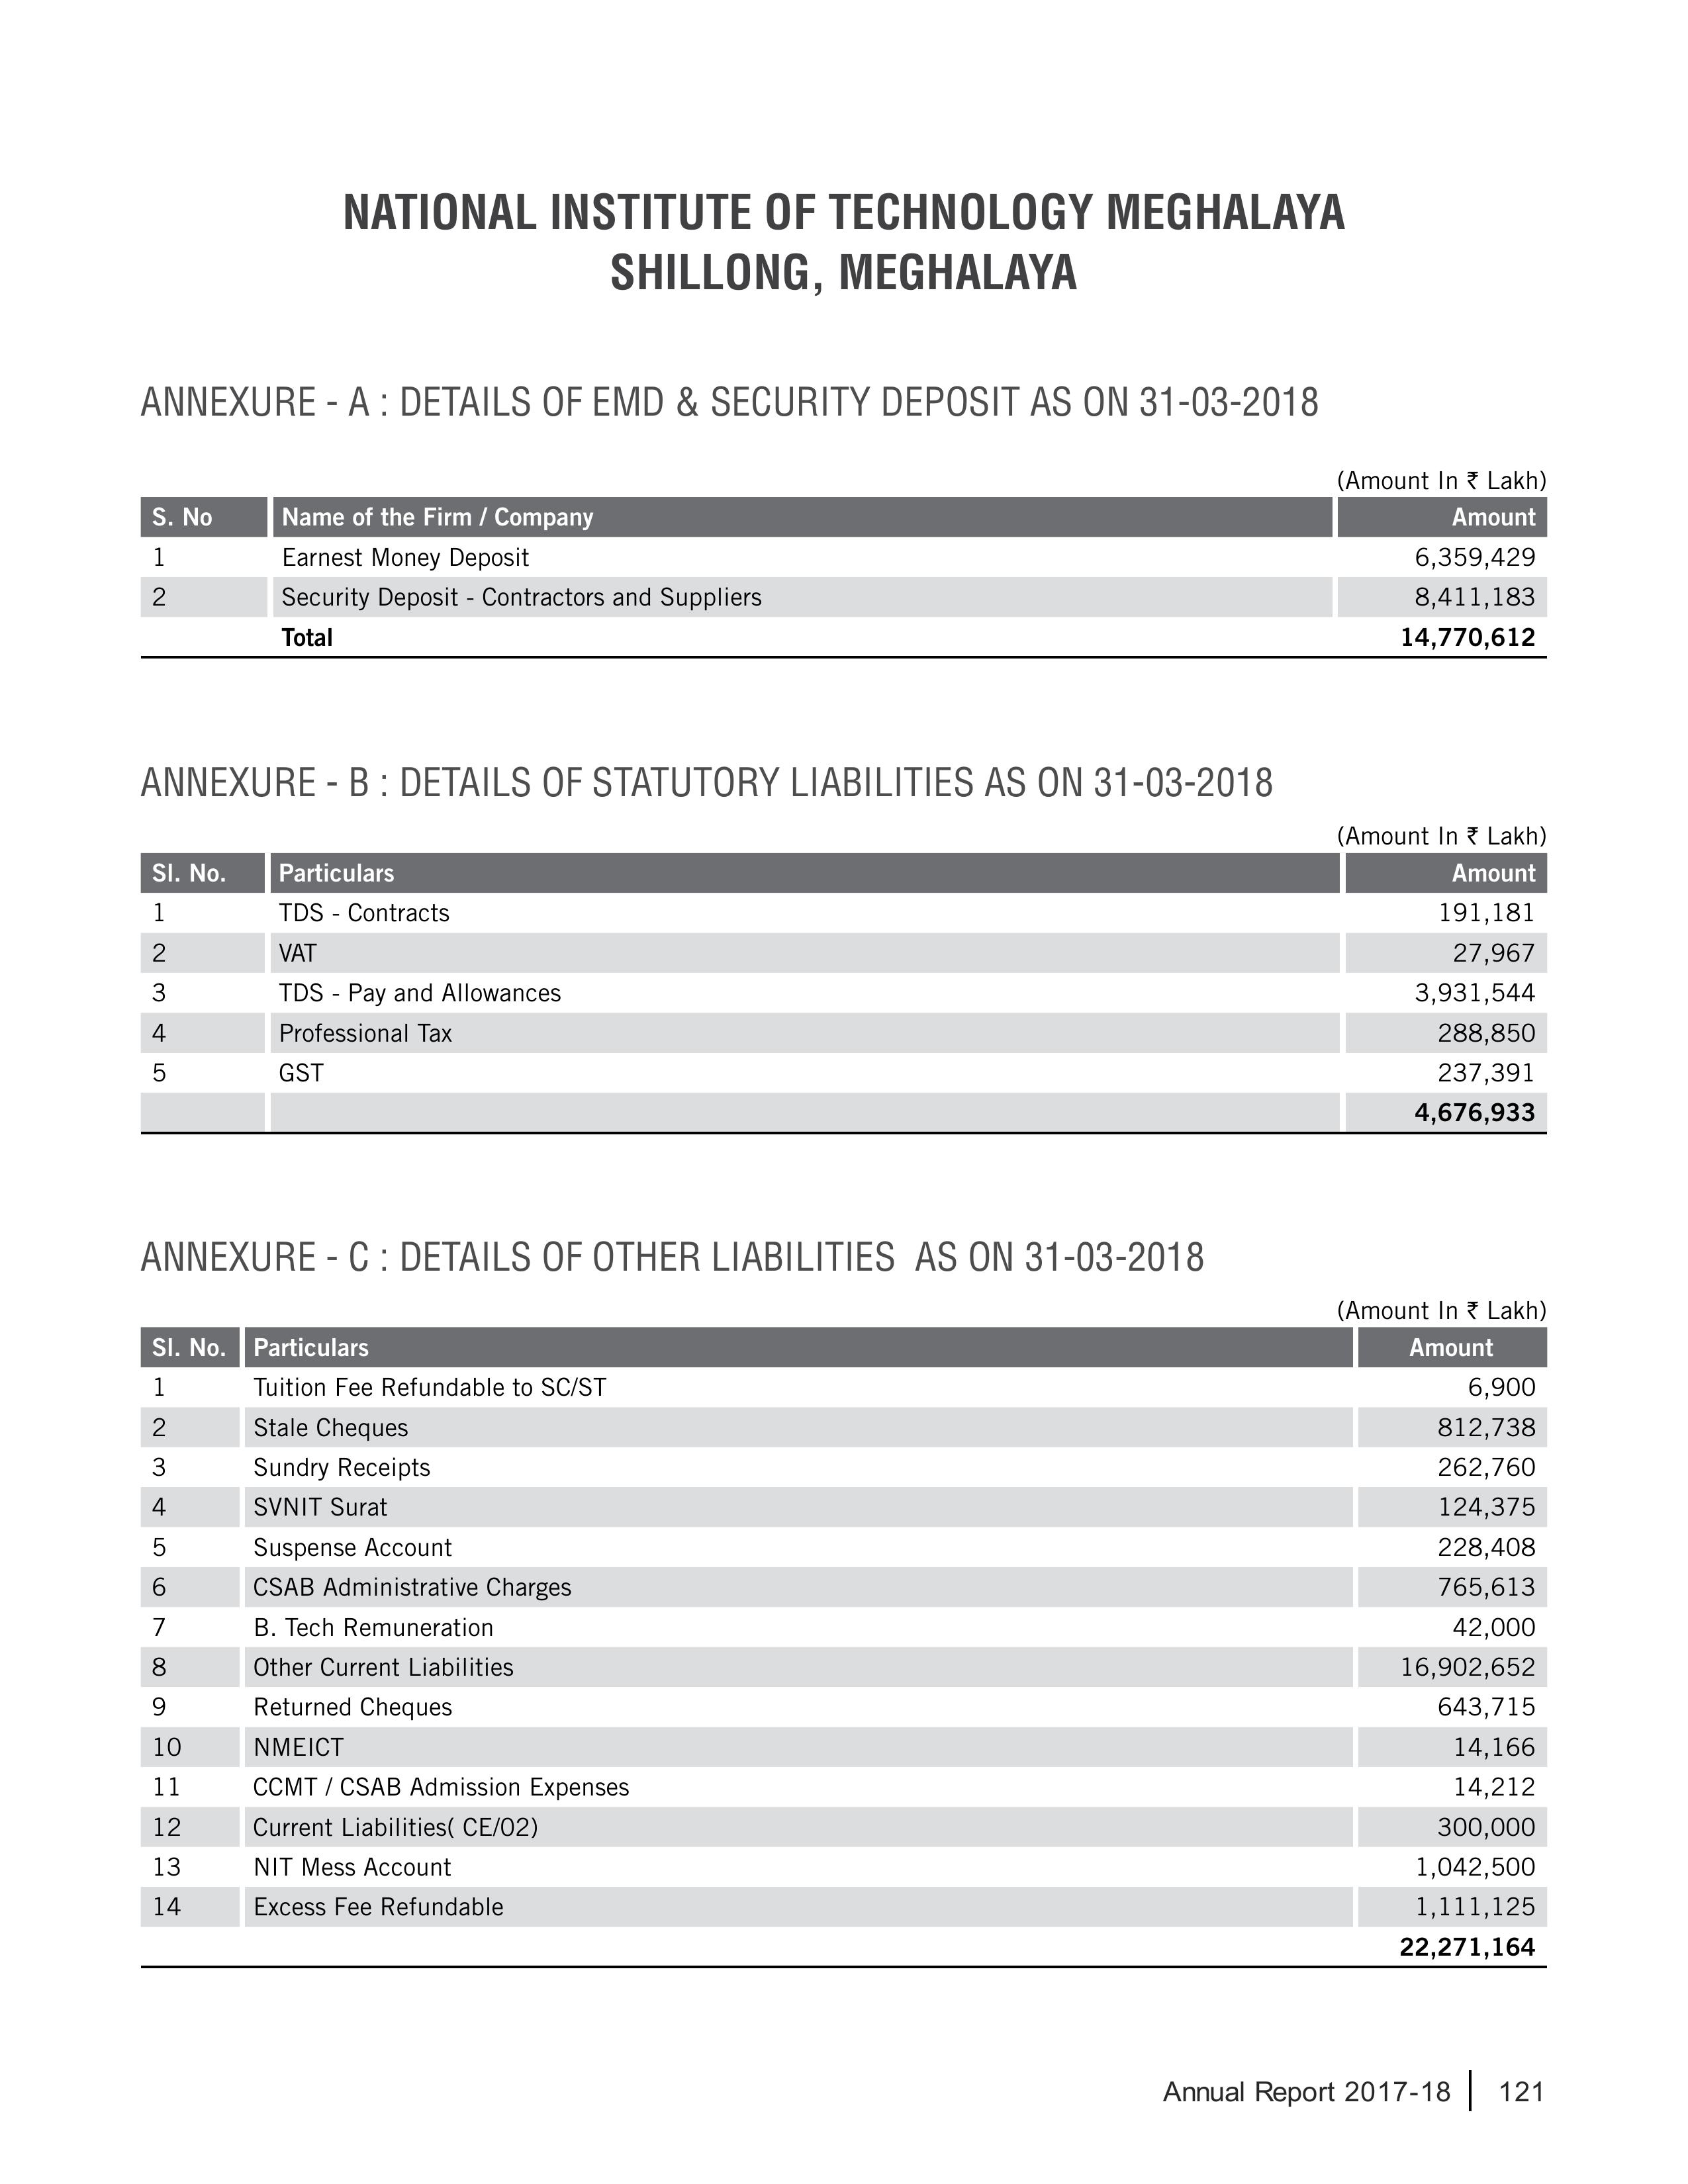 NATIONAL INSTITUTE OF TECHNOLOGY MEGHALAYA
SHILLONG, MEGHALAYA
ANNEXURE - A : DETAILS OF EMD & SECURITY DEPOSIT AS ON 31-03-2018
(Amount In ₹ Lakh)
S. No Name of the Firm / Company Amount
1 Earnest Money Deposit 6,359,429
2 Security Deposit - Contractors and Suppliers 8,411,183
Total 14,770,612
ANNEXURE - B : DETAILS OF STATUTORY LIABILITIES AS ON 31-03-2018
(Amount In ₹ Lakh)
Sl. No. Particulars Amount
1 TDS - Contracts 191,181
2 VAT 27,967
3 TDS - Pay and Allowances 3,931,544
4 Professional Tax 288,850
5 GST 237,391
4,676,933
ANNEXURE - C : DETAILS OF OTHER LIABILITIES AS ON 31-03-2018
(Amount In ₹ Lakh)
Sl. No. Particulars Amount
1 Tuition Fee Refundable to SC/ST 6,900
2 Stale Cheques 812,738
3 Sundry Receipts 262,760
4 SVNIT Surat 124,375
5 Suspense Account 228,408
6 CSAB Administrative Charges 765,613
7 B. Tech Remuneration 42,000
8 Other Current Liabilities 16,902,652
9 Returned Cheques 643,715
10 NMEICT 14,166
11 CCMT / CSAB Admission Expenses 14,212
12 Current Liabilities( CE/02) 300,000
13 NIT Mess Account 1,042,500
14 Excess Fee Refundable 1,111,125
22,271,164
Annual Report 2017-18 121